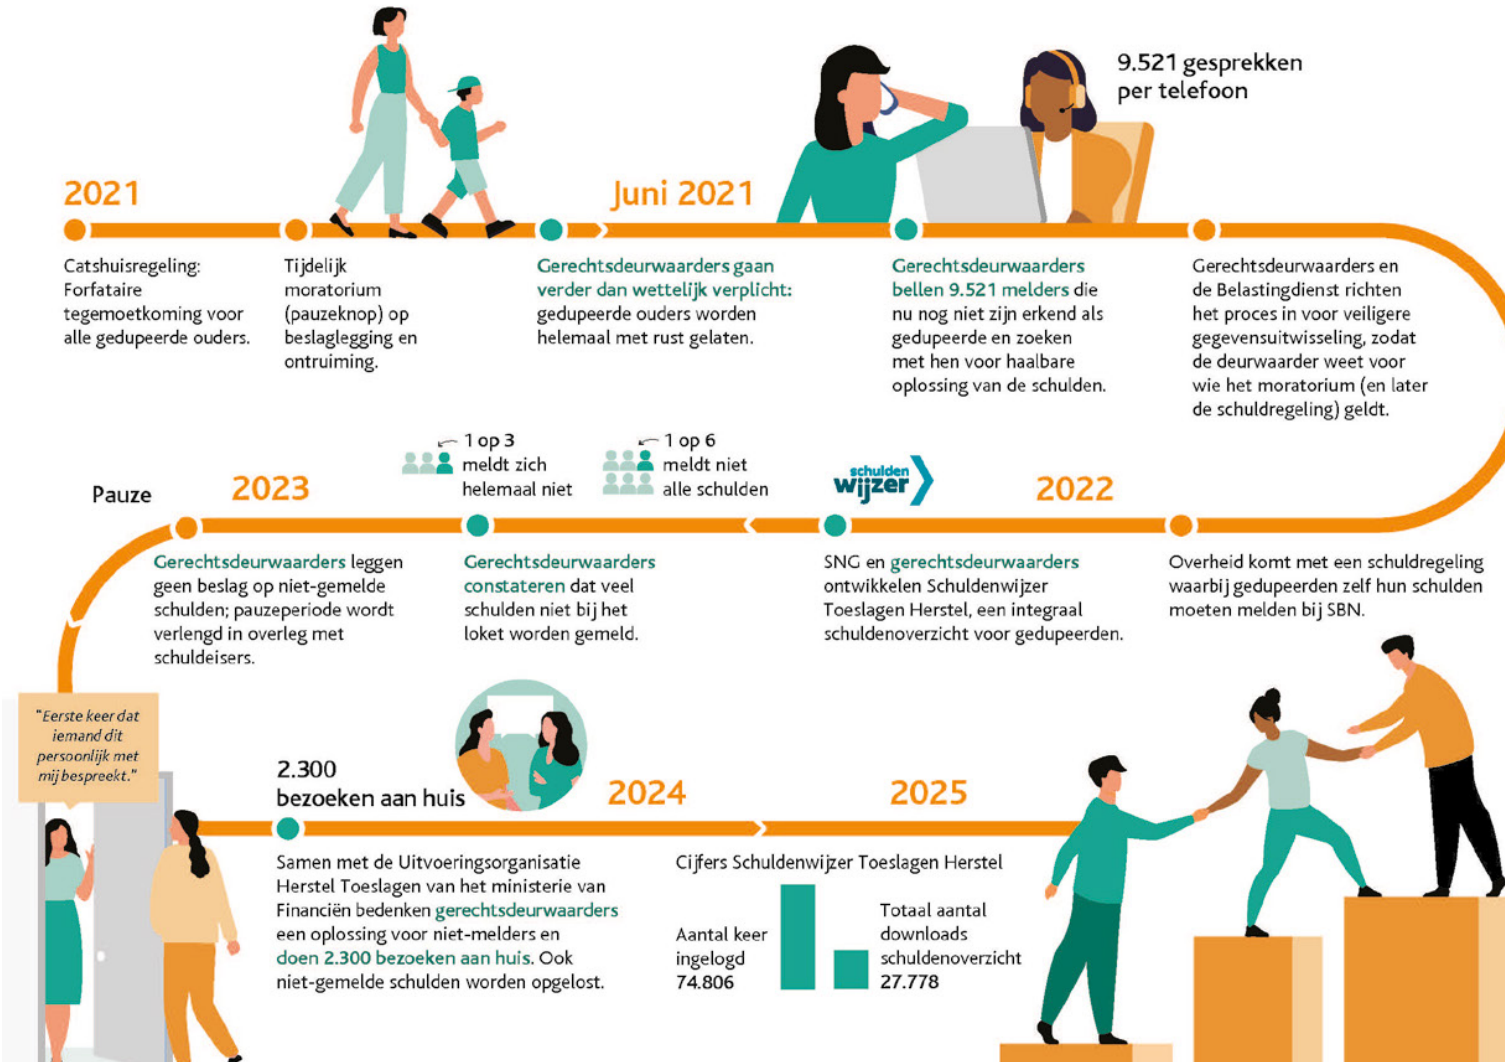 2021
Catshuisregeling:
Forfataire
tegemoetkoming voor
alle gedupeerde ouders.
Tijdelijk
moratorium
(pauzeknop) op
beslaglegging en
ontruiming.
Juni 2021
Gerechtsdeurwaarders gaan
verder dan wettelijk verplicht:
gedupeerde ouders worden
helemaal met rust gelaten.
9.521 gesprekken
per telefoon
Gerechtsdeurwaarders
bellen 9.521 melders die
nu nog niet zijn erkend als
gedupeerde en zoeken
met hen voor haalbare
oplossing van de schulden.
Gerechtsdeurwaarders en
de Belastingdienst richten
het proces in voor veiligere
gegevensuitwisseling, zodat
de deurwaarder weet voor
wie het moratorium (en later
de schuldregeling) geldt.
2022
Overheid komt met een schuldregeling
waarbij gedupeerden zelf hun schulden
moeten melden bij SBN.
schulden
wijzer
SNG en gerechtsdeurwaarders
ontwikkelen Schuldenwijzer
Toeslagen Herstel, een integraal
schuldenoverzicht voor gedupeerden.
1 op 6
meldt niet
alle schulden
1 op 3
meldt zich
helemaal niet
Gerechtsdeurwaarders
constateren dat veel
schulden niet bij het
loket worden gemeld.
2023
Pauze
Gerechtsdeurwaarders leggen
geen beslag op niet-gemelde
schulden; pauzeperiode wordt
verlengd in overleg met
schuldeisers.
"Eerste keer dat
iemand dit
persoonlijk met
mij bespreekt."
2.300
bezoeken aan huis
Samen met de Uitvoeringsorganisatie
Herstel Toeslagen van het ministerie van
Financiën bedenken gerechtsdeurwaarders
een oplossing voor niet-melders en
doen 2.300 bezoeken aan huis. Ook
niet-gemelde schulden worden opgelost.
2024
2025
Cijfers Schuldenwijzer Toeslagen Herstel
Aantal keer
ingelogd
74.806
Totaal aantal
downloads
schuldenoverzicht
27.778